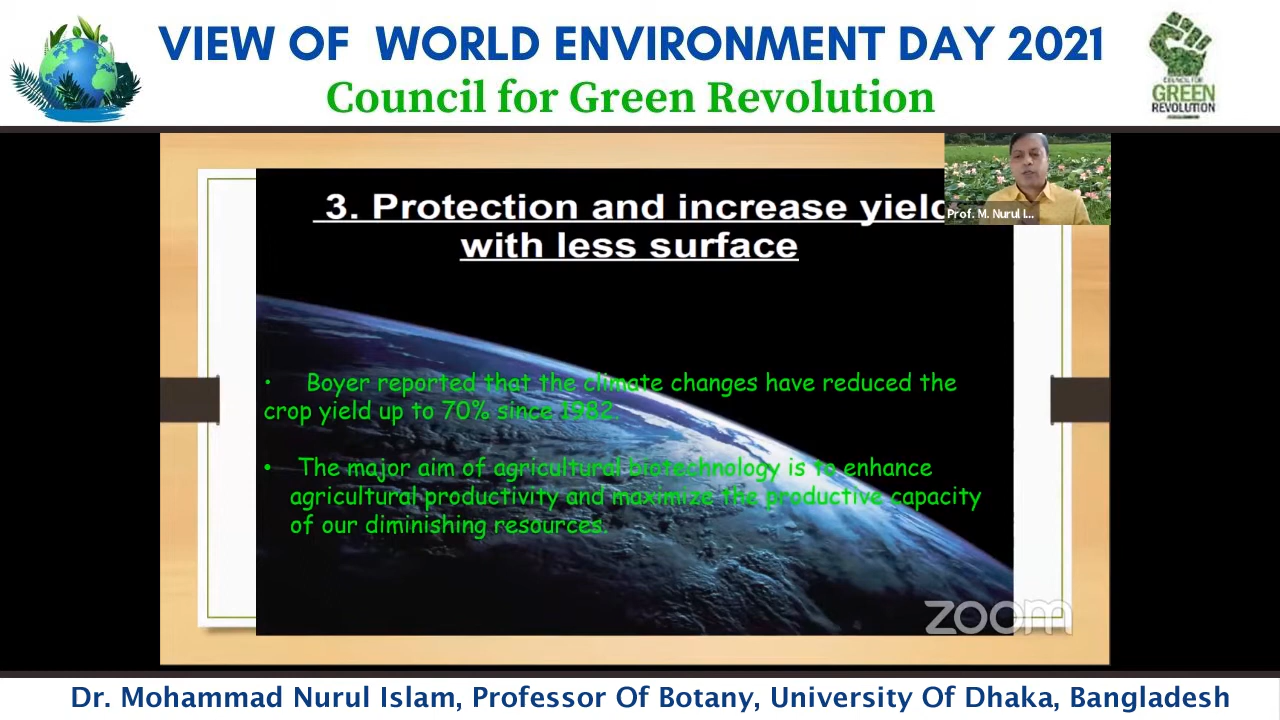 VIEW OF WORLD ENVIRONMENT DAY 2021
Council for Green Revolution
COUNCIL FOR
GREEN
REVOLUTION
3. Protection and increase yield
with less surface
Prof. M. Nurul I...
• Boyer reported that the climate changes have reduced the
crop yield up to 70% since 1982.
• The major aim of agricultural biotechnology is to enhance
agricultural productivity and maximize the productive capacity
of our diminishing resources.
zoom
Dr. Mohammad Nurul Islam, Professor Of Botany, University Of Dhaka, Bangladesh